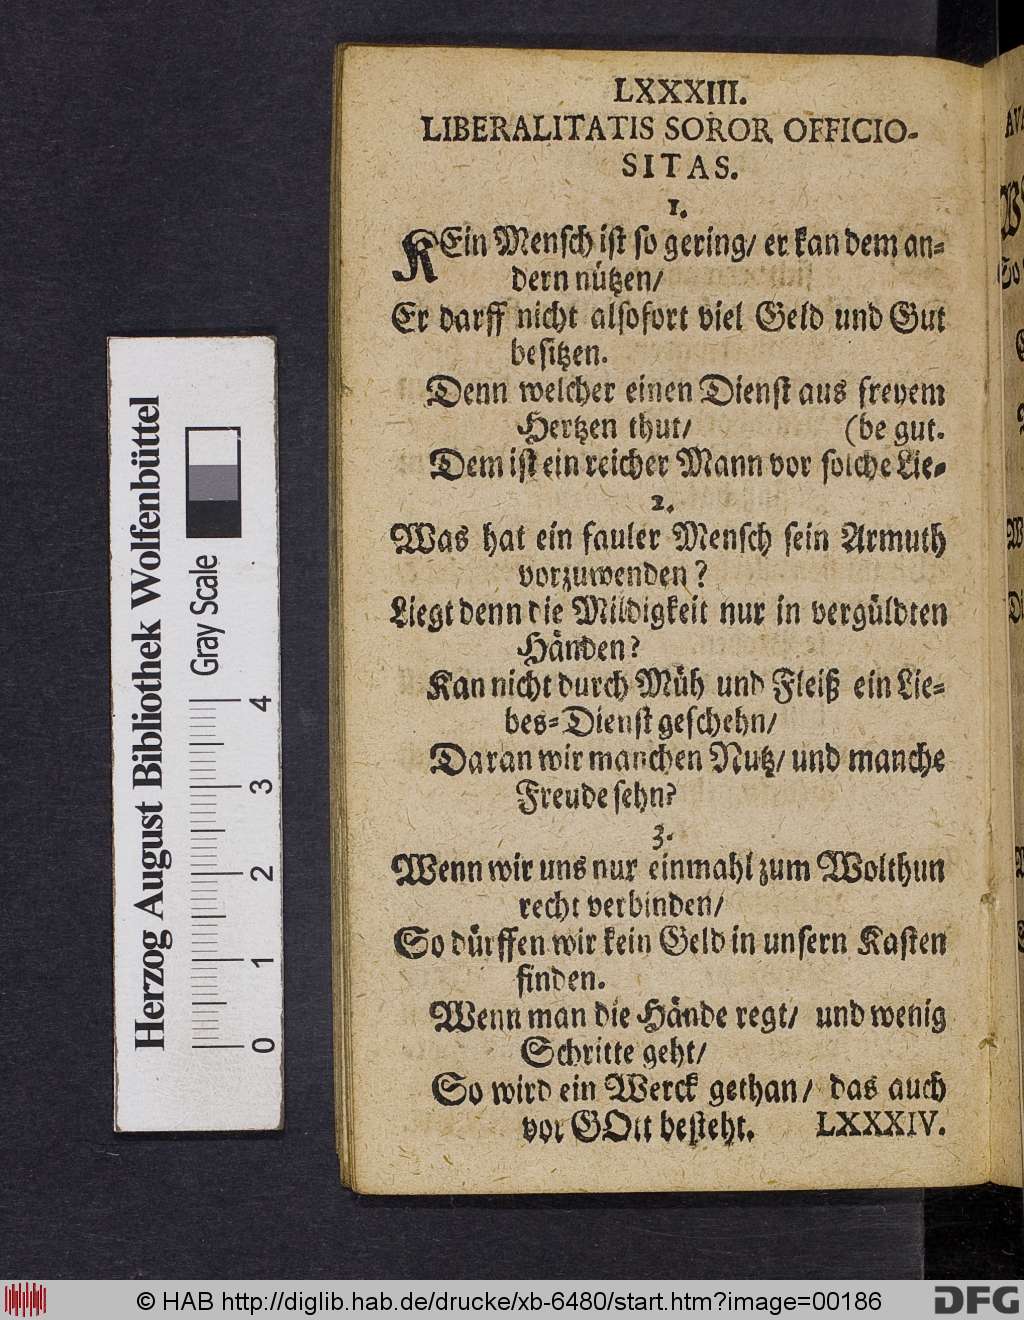 LXXXIII.
LIBERALITATIS SOROR OFFICIO-
SITAS.
1.
KEin Mensch ist so gering/ er kan dem an-
dern nützen/
Er darff nicht alsofort viel Geld und Gut
besitzen.
Denn welcher einen Dienst aus freyem
Hertzen thut/ (be gut.
Dem ist ein reicher Mann vor solche Lie-
2.
Was hat ein fauler Mensch sein Armuth
vorzuwenden?
Liegt denn die Mildigkeit nur in vergüldten
Händen?
Kan nicht durch Müh und Fleiß ein Lie-
bes-Dienst geschehn/
Daran wir manchen Nutz/ und manche
Freude sehn?
3.
Wenn wir uns nur einmahl zum Wolthun
recht verbinden/
So dürffen wir kein Geld in unsern Kasten
finden.
Wenn man die Hände regt/ und wenig
Schritte geht/
So wird ein Werck gethan/ das auch
vor GOtt besteht. LXXXIV.
Herzog August Bibliothek Wolfenbüttel
Gray Scale
0 1 2 3 4
© HAB http://diglib.hab.de/drucke/xb-6480/start.htm?image=00186
DFG